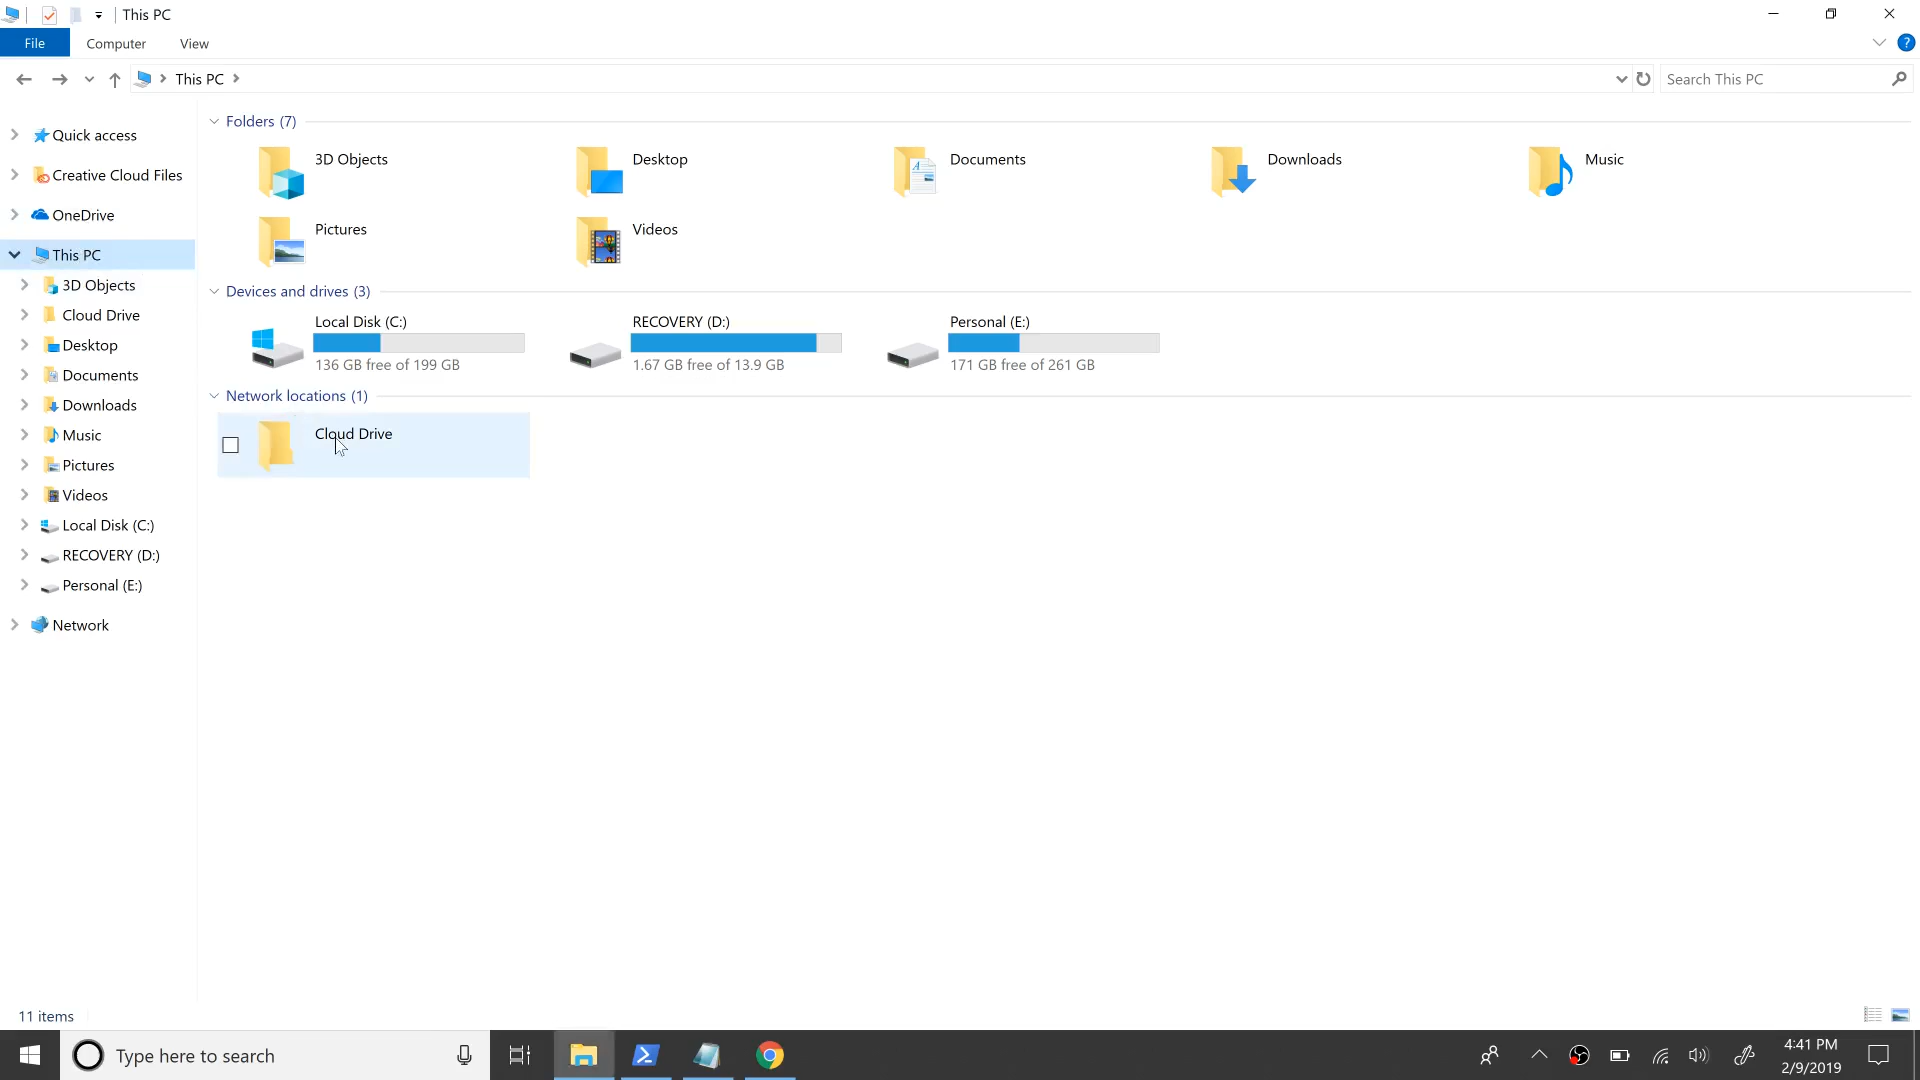 This PC
File
Computer
View
This PC
Search This PC
Quick access
Creative Cloud Files
OneDrive
This PC
3D Objects
Cloud Drive
Desktop
Documents
Downloads
Music
Pictures
Videos
Local Disk (C:)
RECOVERY (D:)
Personal (E:)
Network
Folders (7)
3D Objects
Desktop
Documents
Downloads
Music
Pictures
Videos
Devices and drives (3)
Local Disk (C:)
136 GB free of 199 GB
RECOVERY (D:)
1.67 GB free of 13.9 GB
Personal (E:)
171 GB free of 261 GB
Network locations (1)
Cloud Drive
11 items
Type here to search
4:41 PM
2/9/2019